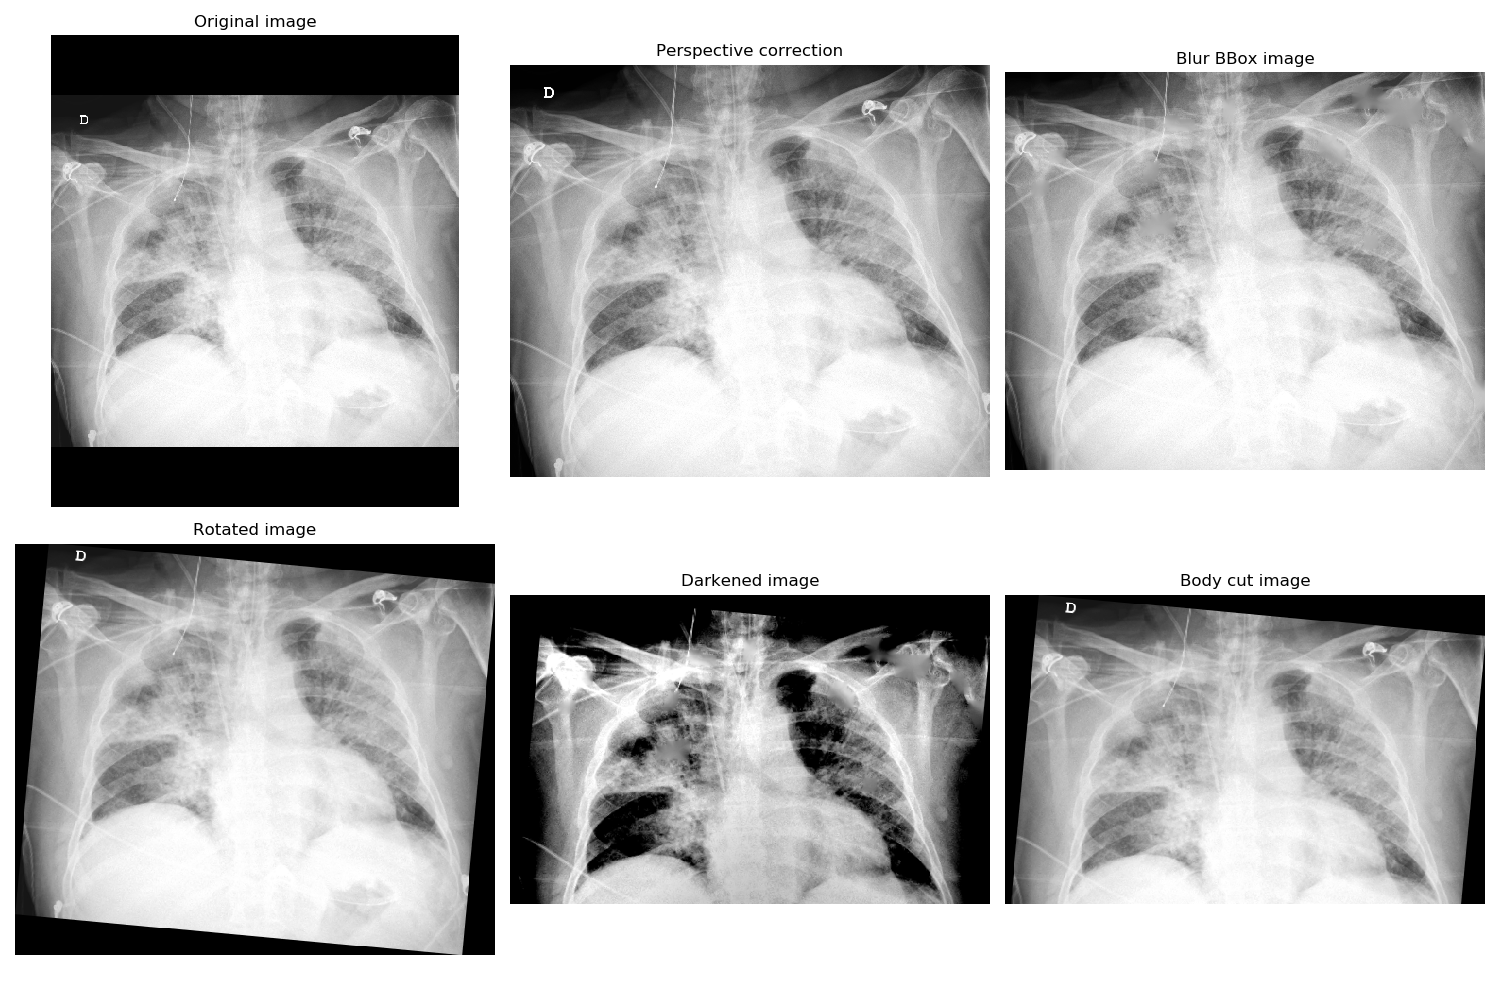 Original image
Perspective correction
Blur BBox image
D
D
Rotated image
Darkened image
Body cut image
D
D